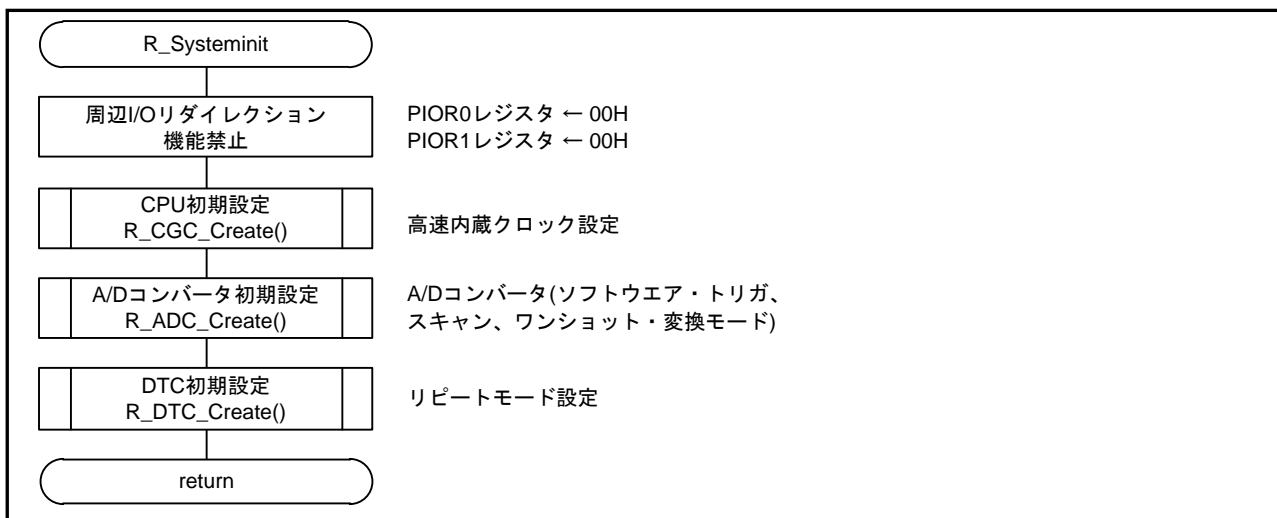 R_Systeminit
周辺I/Oリダイレクション
機能禁止
PIOR0レジスタ ← 00H
PIOR1レジスタ ← 00H
CPU初期設定
R_CGC_Create()
高速内蔵クロック設定
A/Dコンバータ初期設定
R_ADC_Create()
A/Dコンバータ(ソフトウエア・トリガ、
スキャン、ワンショット・変換モード)
DTC初期設定
R_DTC_Create()
リピートモード設定
return